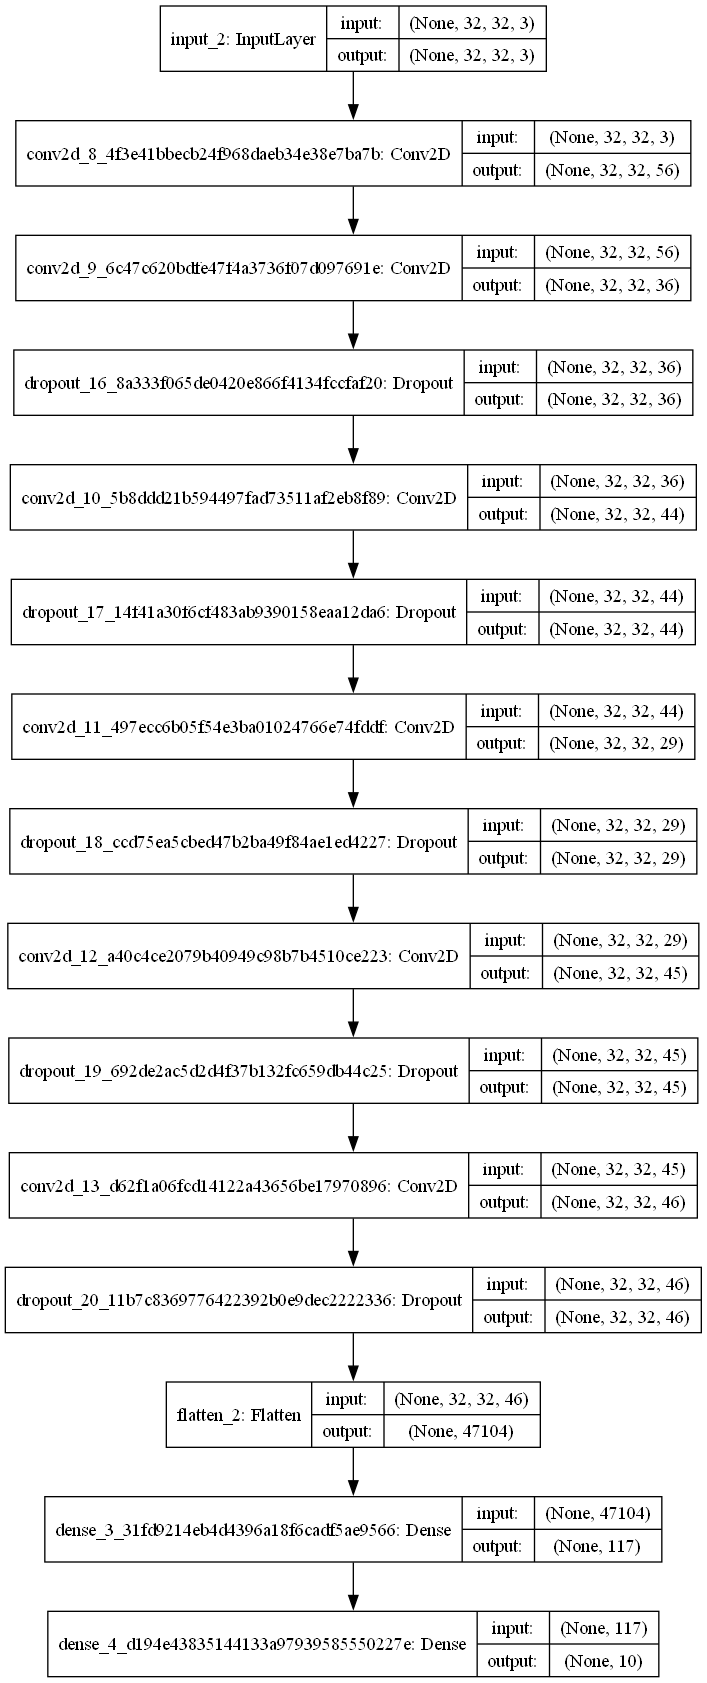 input_2: InputLayer
input: (None, 32, 32, 3)
output: (None, 32, 32, 3)
conv2d_8_4f3e41bbecb24f968daeb34e38e7ba7b: Conv2D
input: (None, 32, 32, 3)
output: (None, 32, 32, 56)
conv2d_9_6c47c620bdfe47f4a3736f07d097691e: Conv2D
input: (None, 32, 32, 56)
output: (None, 32, 32, 36)
dropout_16_8a333f065de0420e866f4134fccfaf20: Dropout
input: (None, 32, 32, 36)
output: (None, 32, 32, 36)
conv2d_10_5b8ddd21b594497fad73511af2eb8f89: Conv2D
input: (None, 32, 32, 36)
output: (None, 32, 32, 44)
dropout_17_14f41a30f6cf483ab9390158eaa12da6: Dropout
input: (None, 32, 32, 44)
output: (None, 32, 32, 44)
conv2d_11_497ecc6b05f54e3ba01024766e74fddf: Conv2D
input: (None, 32, 32, 44)
output: (None, 32, 32, 29)
dropout_18_ccd75ea5cbed47b2ba49f84ae1ed4227: Dropout
input: (None, 32, 32, 29)
output: (None, 32, 32, 29)
conv2d_12_a40c4ce2079b40949c98b7b4510ce223: Conv2D
input: (None, 32, 32, 29)
output: (None, 32, 32, 45)
dropout_19_692de2ac5d2d4f37b132fc659db44c25: Dropout
input: (None, 32, 32, 45)
output: (None, 32, 32, 45)
conv2d_13_d62f1a06fcd14122a43656be17970896: Conv2D
input: (None, 32, 32, 45)
output: (None, 32, 32, 46)
dropout_20_11b7c8369776422392b0e9dec2222336: Dropout
input: (None, 32, 32, 46)
output: (None, 32, 32, 46)
flatten_2: Flatten
input: (None, 32, 32, 46)
output: (None, 47104)
dense_3_31fd9214eb4d4396a18f6cadf5ae9566: Dense
input: (None, 47104)
output: (None, 117)
dense_4_d194e43835144133a97939585550227e: Dense
input: (None, 117)
output: (None, 10)